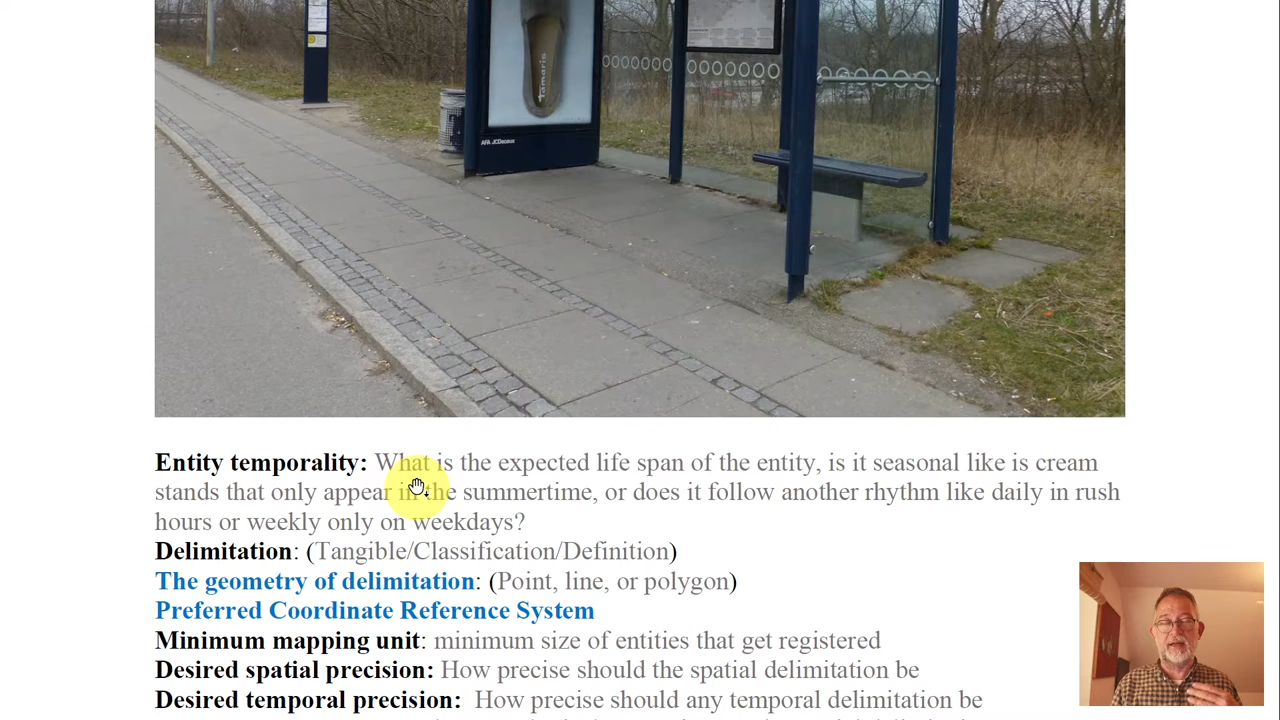 tamaris
AFA JCDecaux
Entity temporality: What is the expected life span of the entity, is it seasonal like is cream
stands that only appear in the summertime, or does it follow another rhythm like daily in rush
hours or weekly only on weekdays?
Delimitation: (Tangible/Classification/Definition)
The geometry of delimitation: (Point, line, or polygon)
Preferred Coordinate Reference System
Minimum mapping unit: minimum size of entities that get registered
Desired spatial precision: How precise should the spatial delimitation be
Desired temporal precision: How precise should any temporal delimitation be